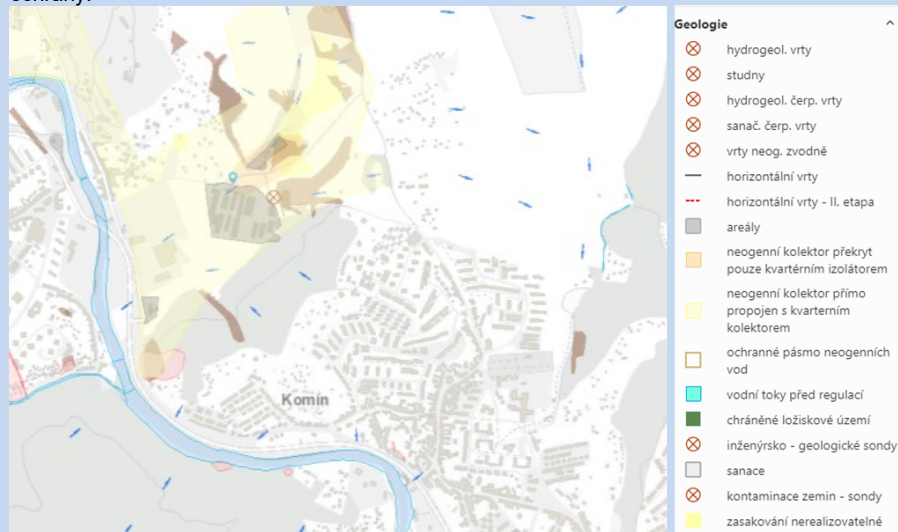 ochrany.
Komín
Geologie
hydrogeol. vrty
studny
hydrogeol. čerp. vrty
sanač. čerp. vrty
vrty neog. zvodně
horizontální vrty
horizontální vrty - II. etapa
areály
neogenní kolektor překryt
pouze kvartérním izolátorem
neogenní kolektor přímo
propojen s kvarterním
kolektorem
ochranné pásmo neogenních
vod
vodní toky před regulací
chráněné ložiskové území
inženýrsko - geologické sondy
sanace
kontaminace zemin - sondy
zasakování nerealizovatelné